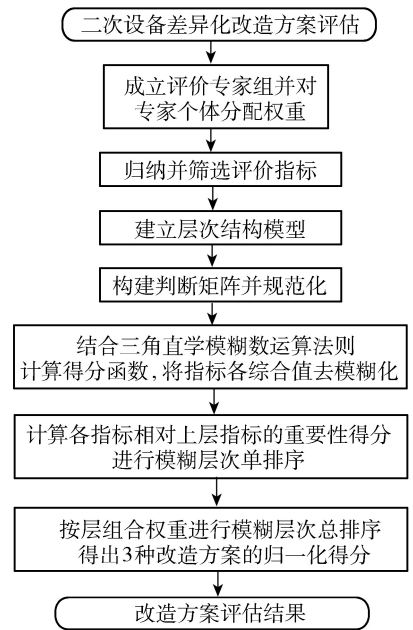 二次设备差异化改造方案评估
成立评价专家组并对
专家个体分配权重
归纳并筛选评价指标
建立层次结构模型
构建判断矩阵并规范化
结合三角直学模糊数运算法则
计算得分函数,将指标各综合值去模糊化
计算各指标相对上层指标的重要性得分
进行模糊层次单排序
按层组合权重进行模糊层次总排序
得出3种改造方案的归一化得分
改造方案评估结果